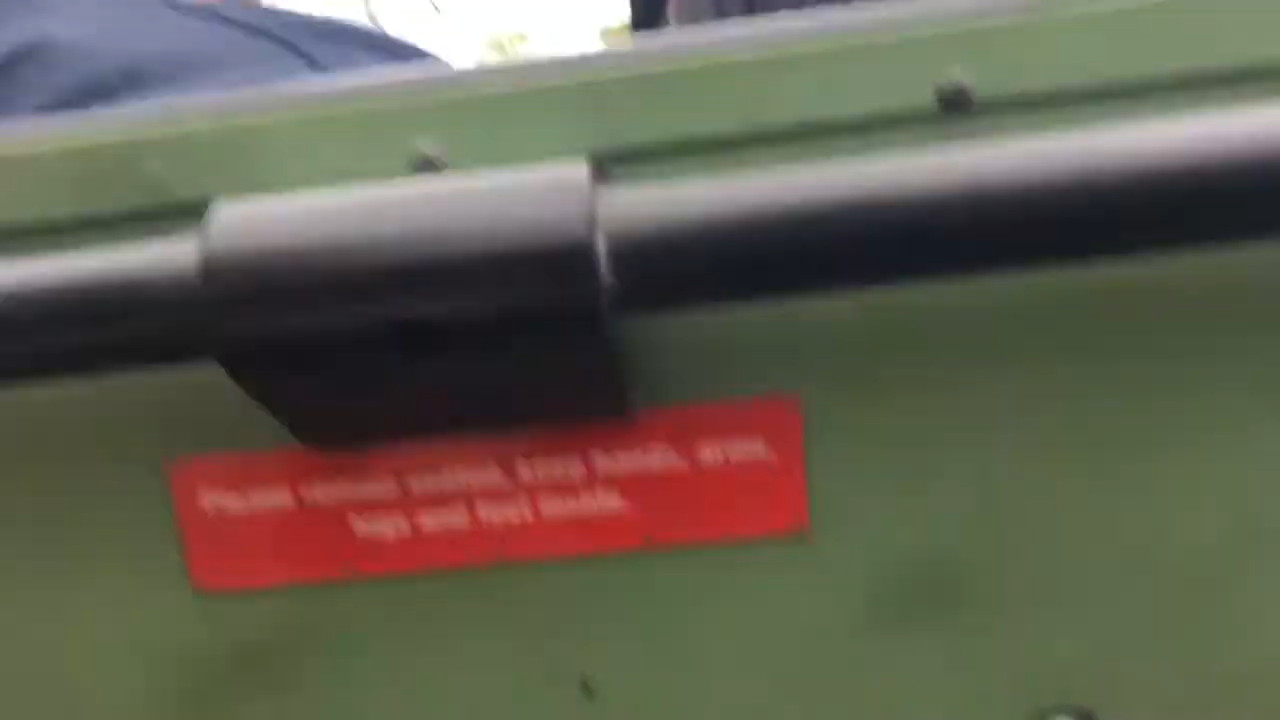 Please remain seated, keep hands, arms,
legs and feet inside.